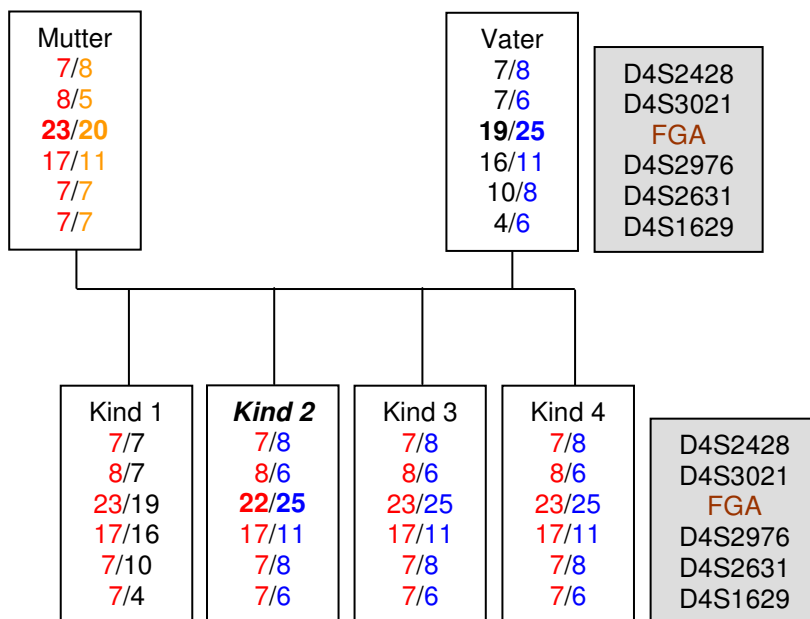 Mutter
7/8
8/5
23/20
17/11
7/7
7/7
Vater
7/8
7/6
19/25
16/11
10/8
4/6
D4S2428
D4S3021
FGA
D4S2976
D4S2631
D4S1629
Kind 1
7/7
8/7
23/19
17/16
7/10
7/4
Kind 2
7/8
8/6
22/25
17/11
7/8
7/6
Kind 3
7/8
8/6
23/25
17/11
7/8
7/6
Kind 4
7/8
8/6
23/25
17/11
7/8
7/6
D4S2428
D4S3021
FGA
D4S2976
D4S2631
D4S1629